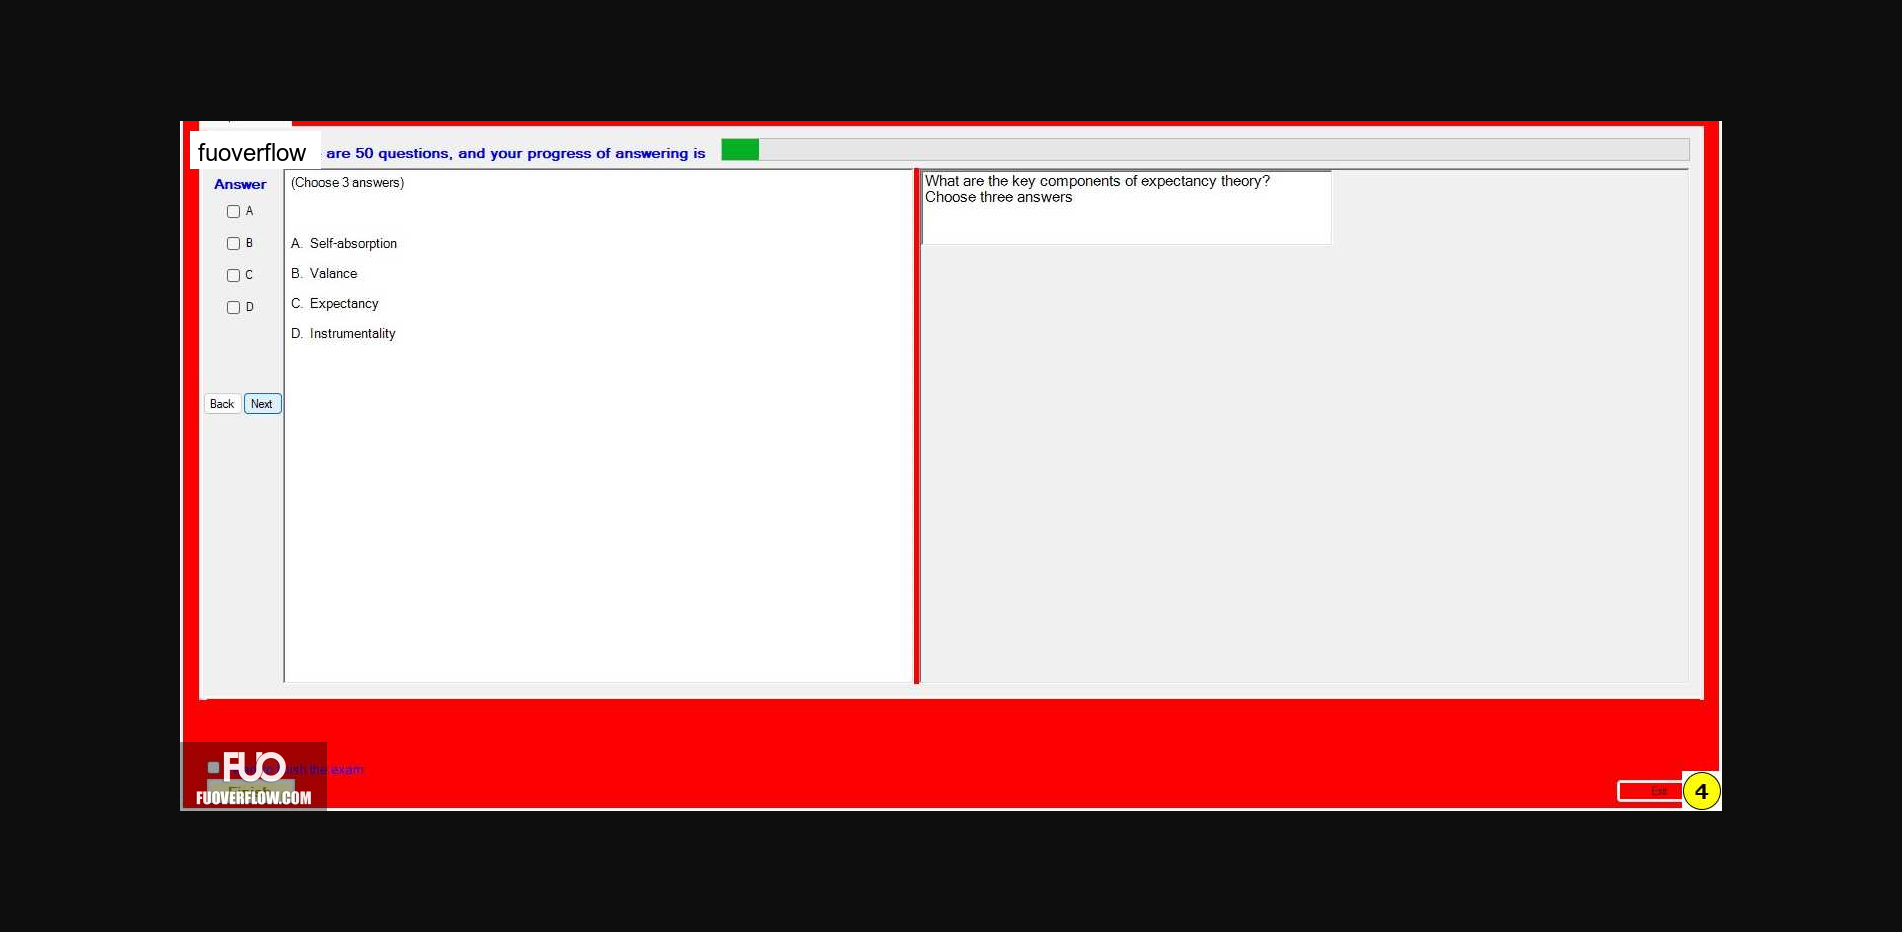 fuoverflow are 50 questions, and your progress of answering is
Answer
(Choose 3 answers)
A
B
C
D
A. Self-absorption
B. Valance
C. Expectancy
D. Instrumentality
Back Next
What are the key components of expectancy theory?
Choose three answers
FUO
the exam
Finish
FUOVERFLOW.COM
Exit
4